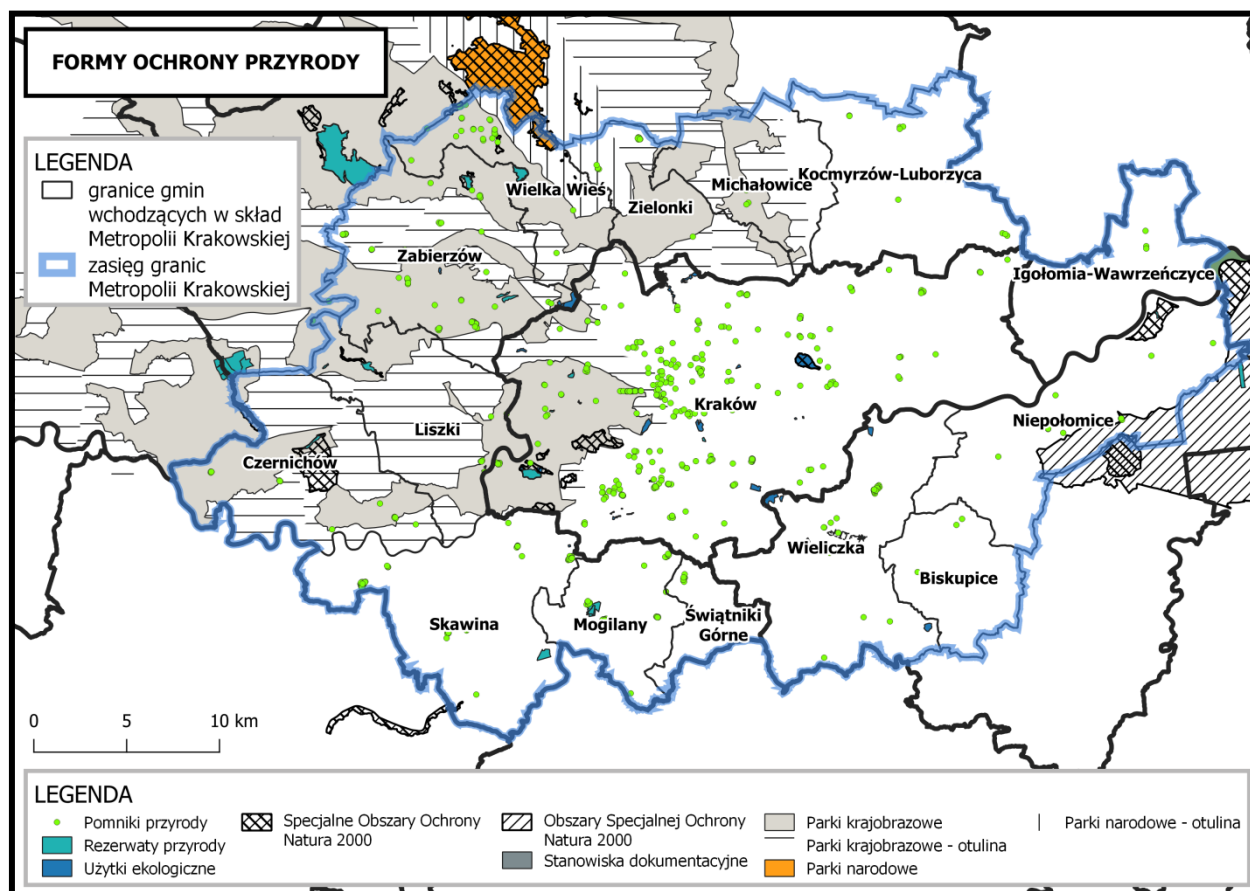 FORMY OCHRONY PRZYRODY
LEGENDA
granice gmin
wchodzących w skład
Metropolii Krakowskiej
zasięg granic
Metropolii Krakowskiej
Wielka Wieś
Zielonki
Michałowice
Kocmyrzów-Luborzyca
Zabierzów
Igołomia-Wawrzeńczyce
Kraków
Niepołomice
Liszki
Czernichów
Wieliczka
Biskupice
Skawina
Mogilany
Świątniki
Górne
0 5 10 km
LEGENDA
Pomniki przyrody
Rezerwaty przyrody
Użytki ekologiczne
Specjalne Obszary Ochrony
Natura 2000
Obszary Specjalnej Ochrony
Natura 2000
Stanowiska dokumentacyjne
Parki krajobrazowe
Parki krajobrazowe - otulina
Parki narodowe
Parki narodowe - otulina